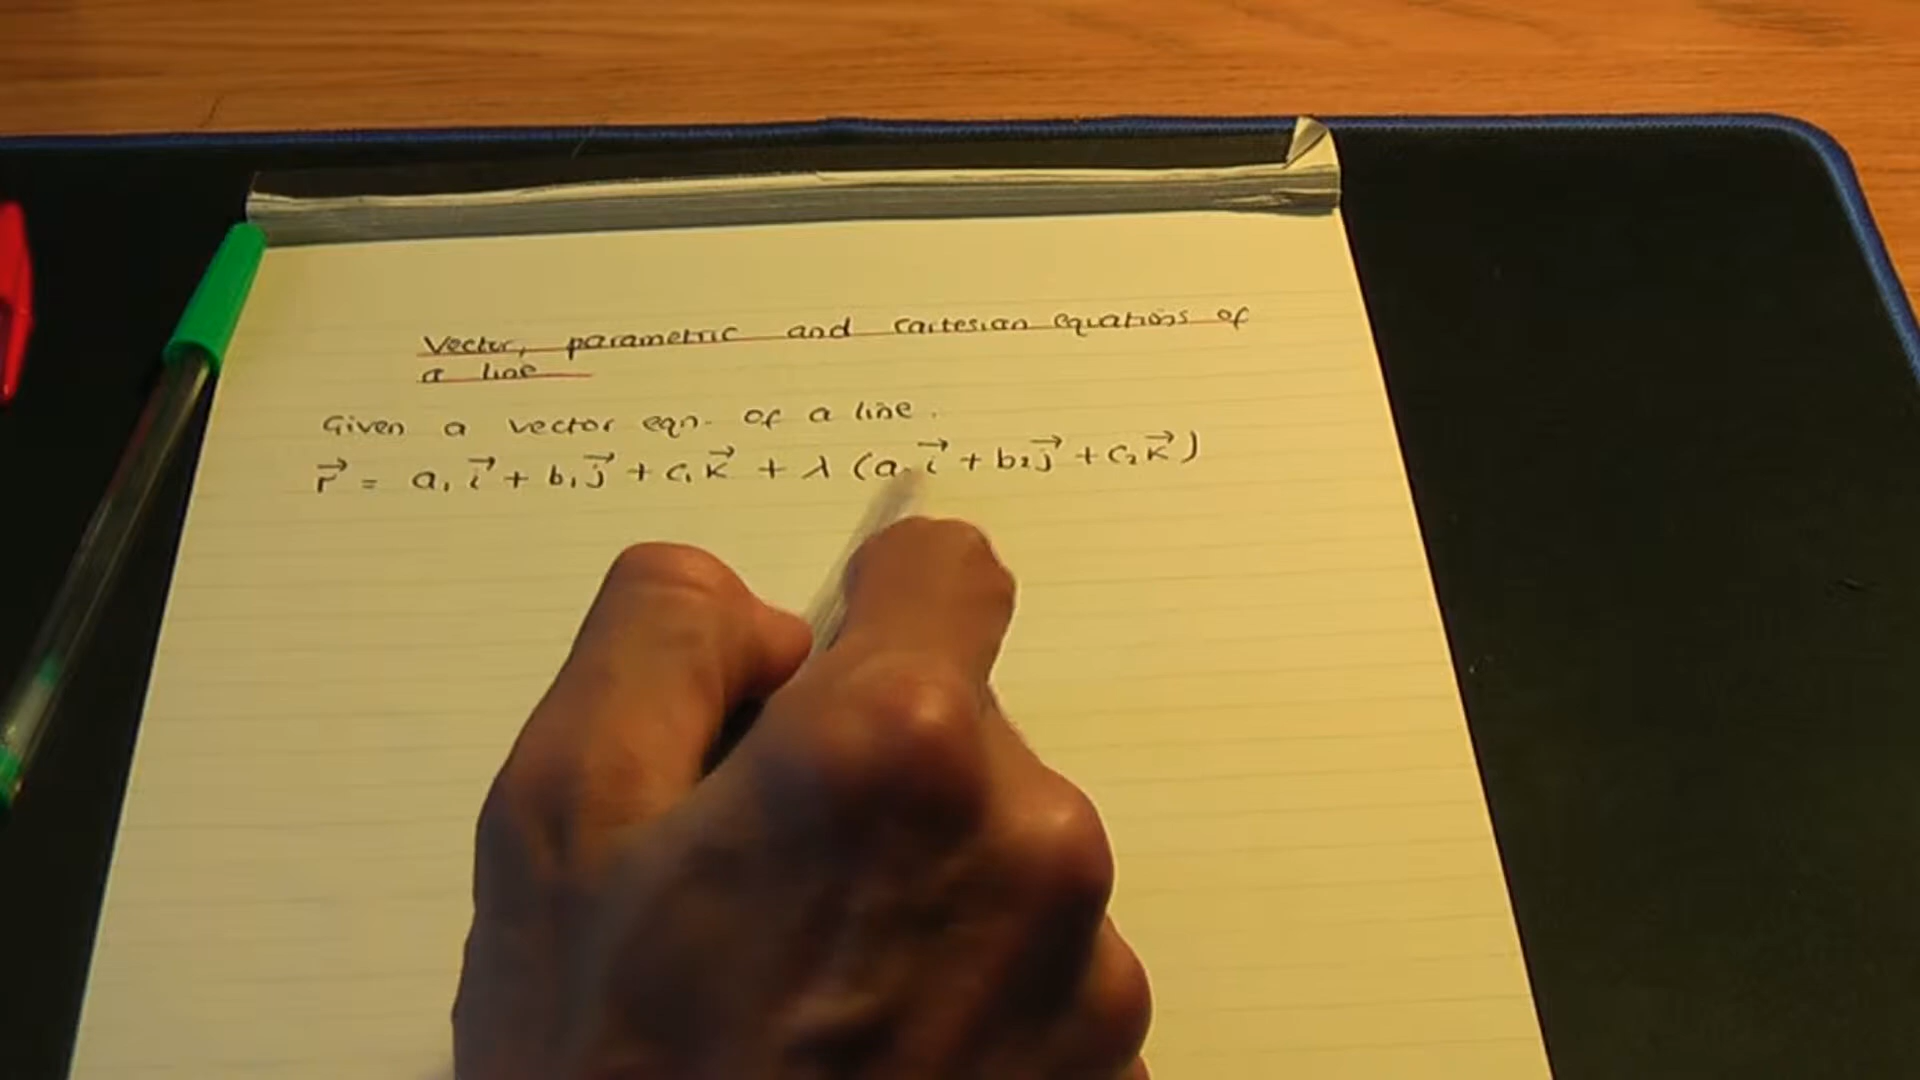 Vector, parametric and cartesian equations of
a line
Given a vector eqn. of a line.
r⃗ = a₁i⃗ + b₁j⃗ + c₁k⃗ + λ (a₂i⃗ + b₂j⃗ + c₂k⃗)